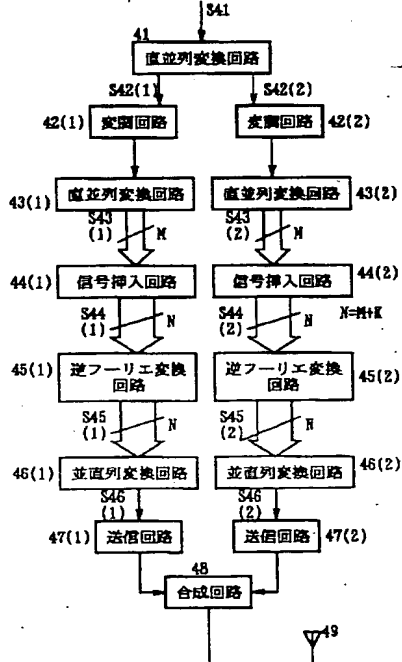 S41
41
直並列変換回路
S42(1) S42(2)
42(1) 変調回路 変調回路 42(2)
43(1) 直並列変換回路 直並列変換回路 43(2)
S43 (1) M S43 (2) M
44(1) 信号挿入回路 信号挿入回路 44(2)
S44 (1) N S44 (2) N N=M+K
45(1) 逆フーリエ変換 回路 逆フーリエ変換 回路 45(2)
S45 (1) N S45 (2) N
46(1) 並直列変換回路 並直列変換回路 46(2)
S46 (1) S46 (2)
47(1) 送信回路 送信回路 47(2)
48
合成回路
49